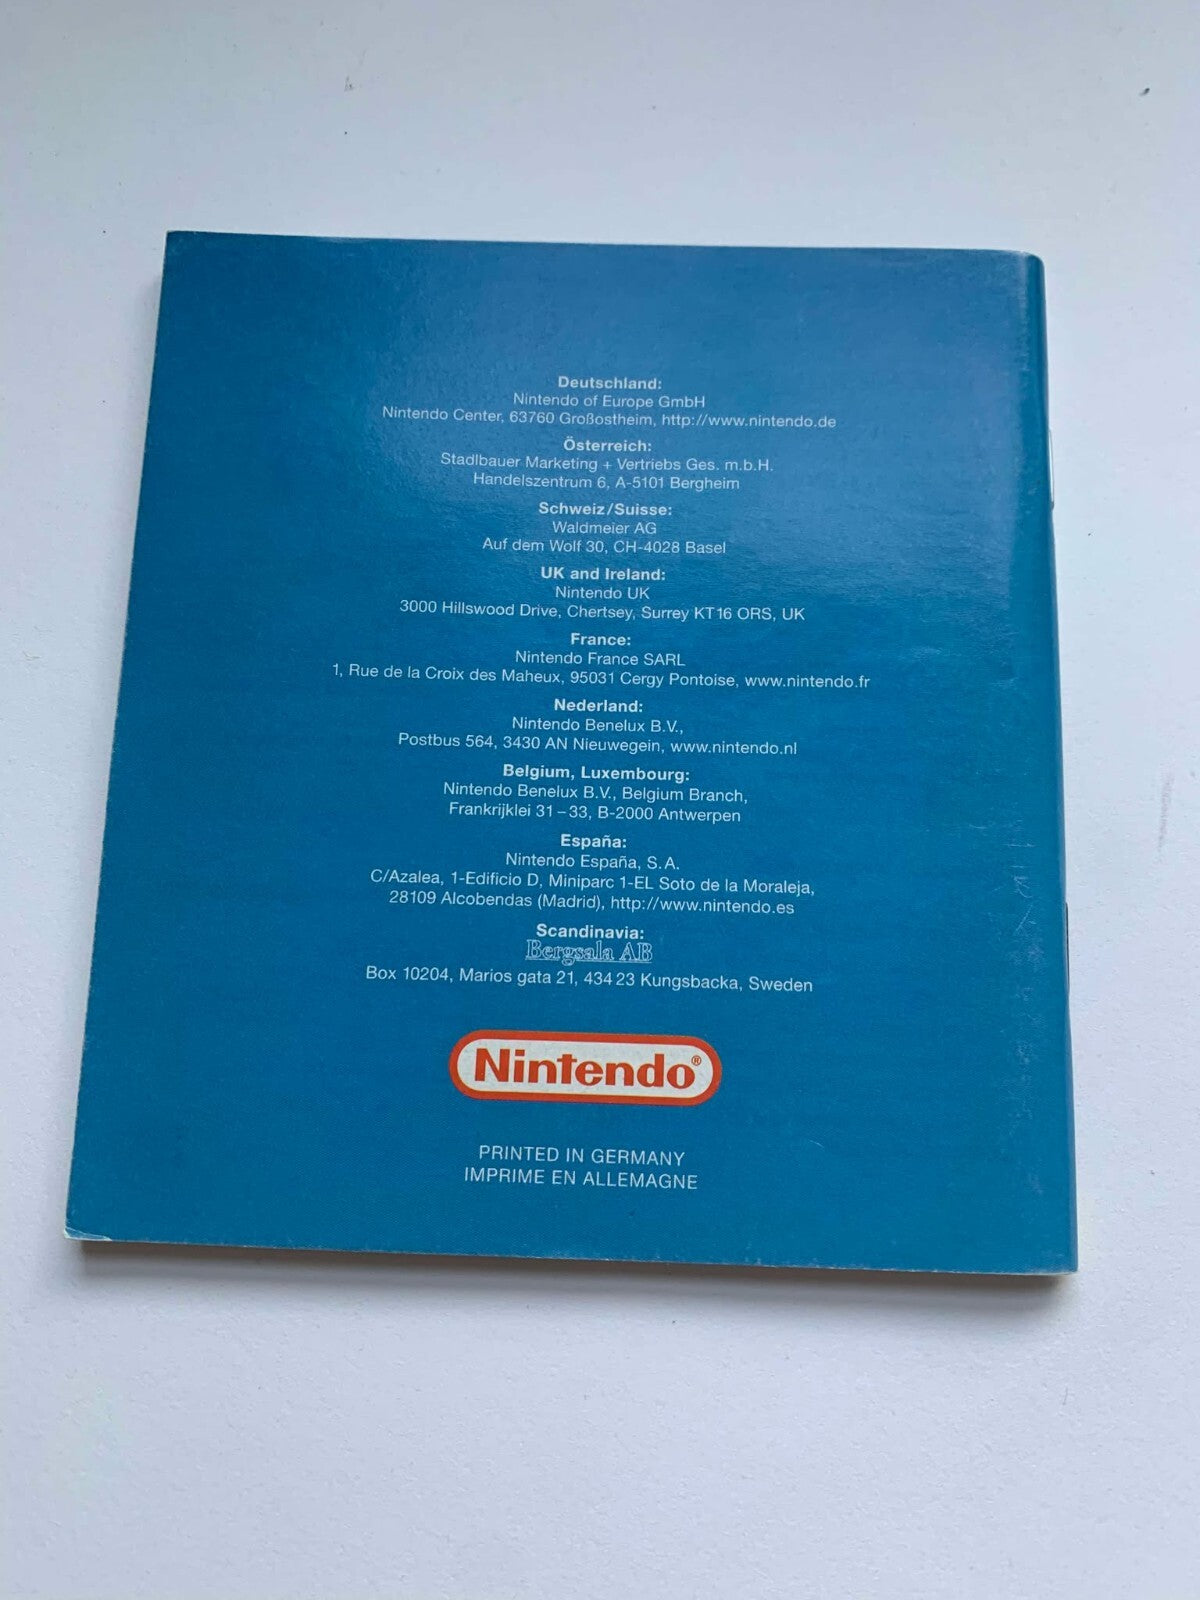 Deutschland:
Nintendo of Europe GmbH
Nintendo Center, 63760 Großostheim, http://www.nintendo.de
Österreich:
Stadlbauer Marketing + Vertriebs Ges. m.b.H.
Handelszentrum 6, A-5101 Bergheim
Schweiz/Suisse:
Waldmeier AG
Auf dem Wolf 30, CH-4028 Basel
UK and Ireland:
Nintendo UK
3000 Hillswood Drive, Chertsey, Surrey KT16 ORS, UK
France:
Nintendo France SARL
1, Rue de la Croix des Maheux, 95031 Cergy Pontoise, www.nintendo.fr
Nederland:
Nintendo Benelux B.V.,
Postbus 564, 3430 AN Nieuwegein, www.nintendo.nl
Belgium, Luxembourg:
Nintendo Benelux B.V., Belgium Branch,
Frankrijklei 31–33, B-2000 Antwerpen
España:
Nintendo España, S.A.
C/Azalea, 1-Edificio D, Miniparc 1-EL Soto de la Moraleja,
28109 Alcobendas (Madrid), http://www.nintendo.es
Scandinavia:
Bergsala AB
Box 10204, Marios gata 21, 434 23 Kungsbacka, Sweden
Nintendo®
PRINTED IN GERMANY
IMPRIME EN ALLEMAGNE